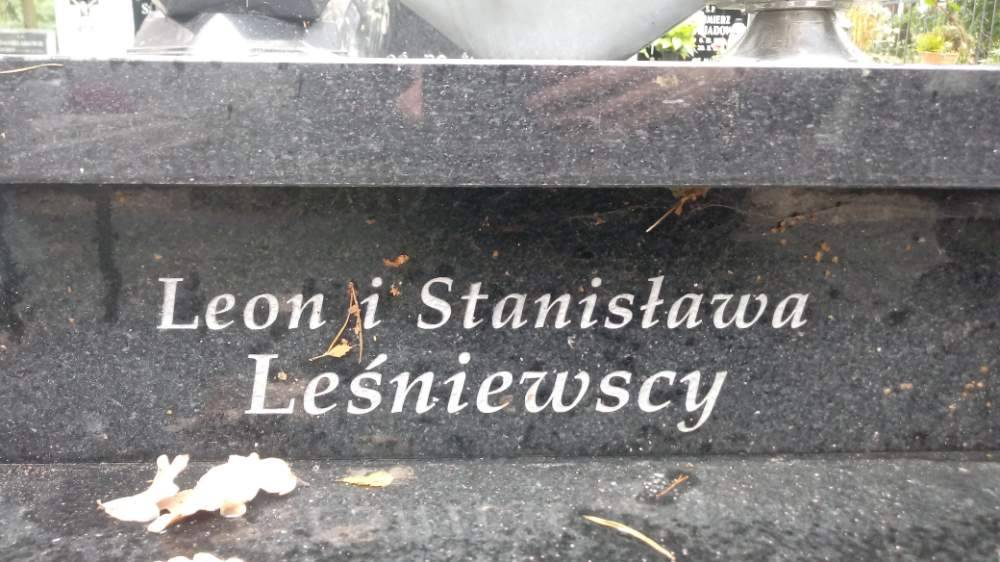 Leon i Stanisława
Leśniewscy